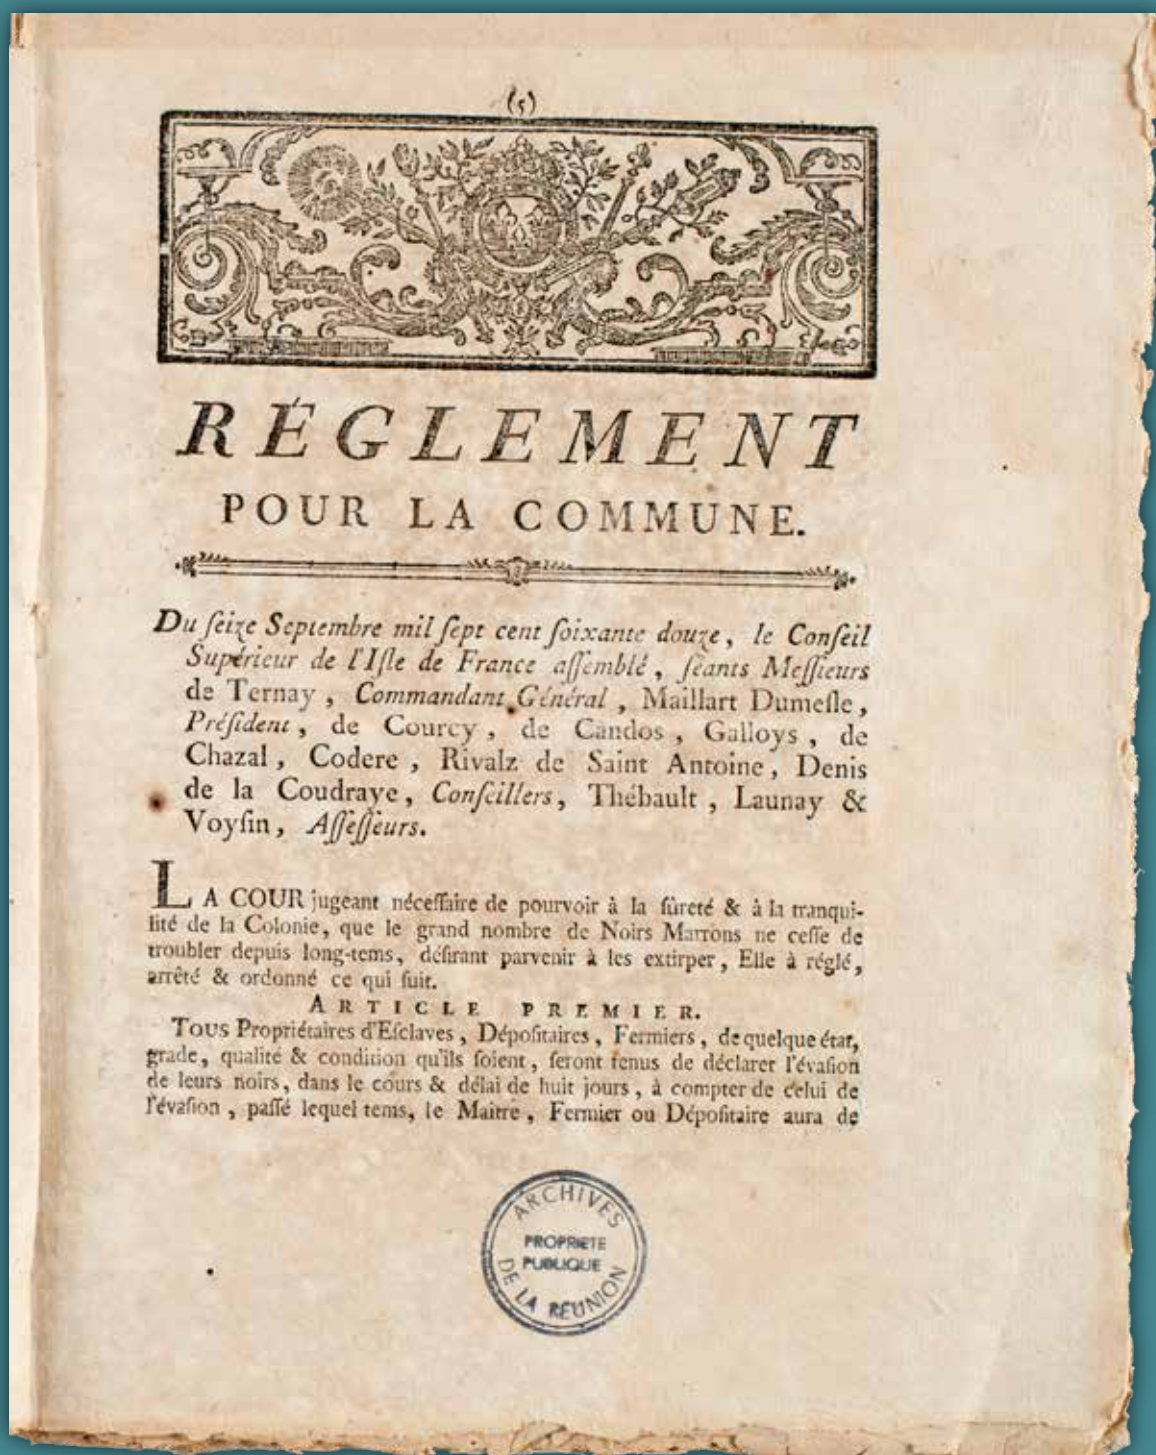 (5)
RÉGLEMENT
POUR LA COMMUNE.
Du ſeize Septembre mil ſept cent ſoixante douze, le Conſeil
Supérieur de l'Iſle de France aſſemblé, ſéants Meſſieurs
de Ternay, Commandant Général, Maillart Dumeſle,
Préſident, de Courcy, de Candos, Galloys, de
Chazal, Codere, Rivalz de Saint Antoine, Denis
de la Coudraye, Conſeillers, Thébault, Launay &
Voyſin, Aſſeſſeurs.
LA COUR jugeant néceſſaire de pourvoir à la ſûreté & à la tranqui-
lité de la Colonie, que le grand nombre de Noirs Marrons ne ceſſe de
troubler depuis long-tems, déſirant parvenir à les extirper, Elle à réglé,
arrêté & ordonné ce qui ſuit.
ARTICLE PREMIER.
TOUS Propriétaires d'Eſclaves, Dépoſitaires, Fermiers, de quelque état,
grade, qualité & condition qu'ils ſoient, ſeront tenus de déclarer l'évaſion
de leurs noirs, dans le cours & délai de huit jours, à compter de celui de
l'évaſion, paſſé lequel tems, le Maitre, Fermier ou Dépoſitaire aura de
ARCHIVES
PROPRIETE
PUBLIQUE
DE LA RÉUNION